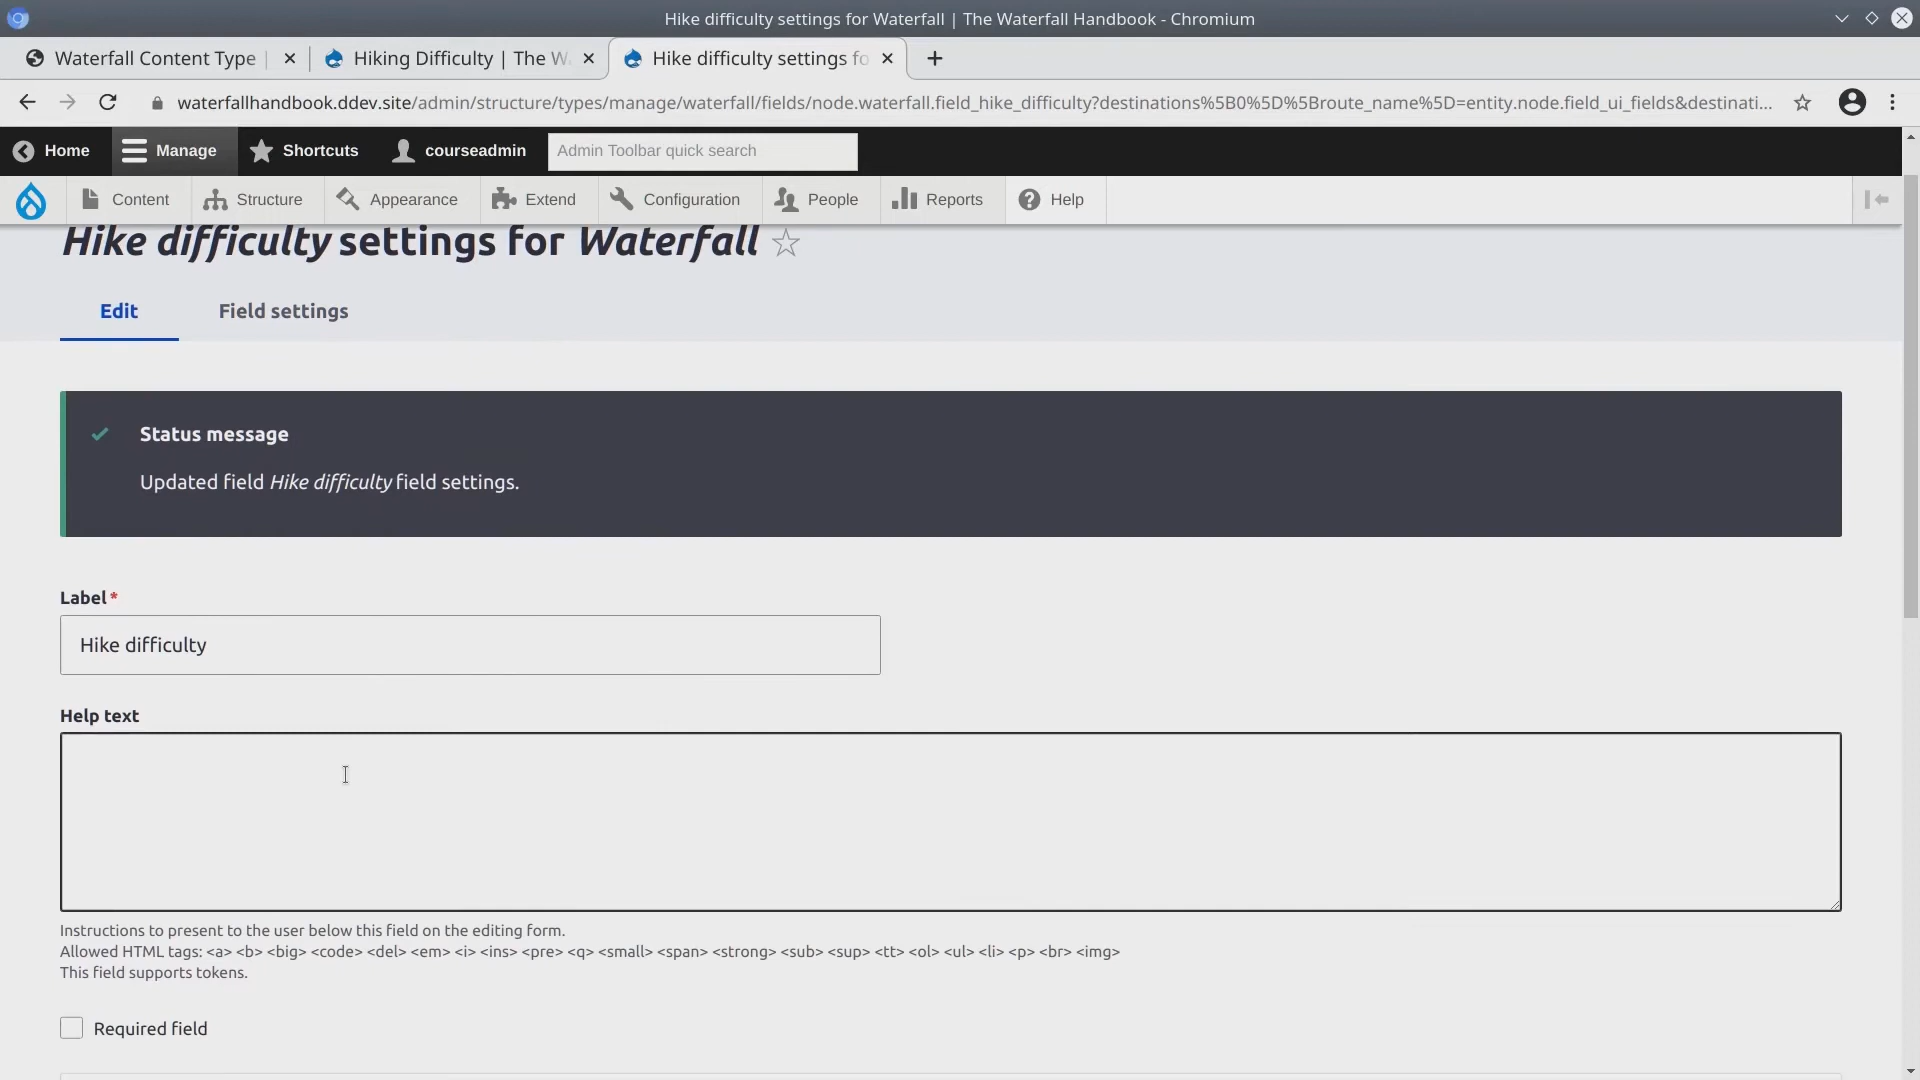 Hike difficulty settings for Waterfall | The Waterfall Handbook - Chromium
Waterfall Content Type |
Hiking Difficulty | The W
Hike difficulty settings fo
waterfallhandbook.ddev.site/admin/structure/types/manage/waterfall/fields/node.waterfall.field_hike_difficulty?destinations%5B0%5D%5Broute_name%5D=entity.node.field_ui_fields&destinati...
Home
Manage
Shortcuts
courseadmin
Admin Toolbar quick search
Content
Structure
Appearance
Extend
Configuration
People
Reports
Help
Hike difficulty settings for Waterfall
Edit
Field settings
Status message
Updated field Hike difficulty field settings.
Label*
Hike difficulty
Help text
Instructions to present to the user below this field on the editing form.
Allowed HTML tags: <a> <b> <big> <code> <del> <em> <i> <ins> <pre> <q> <small> <span> <strong> <sub> <sup> <tt> <ol> <ul> <li> <p> <br> <img>
This field supports tokens.
Required field